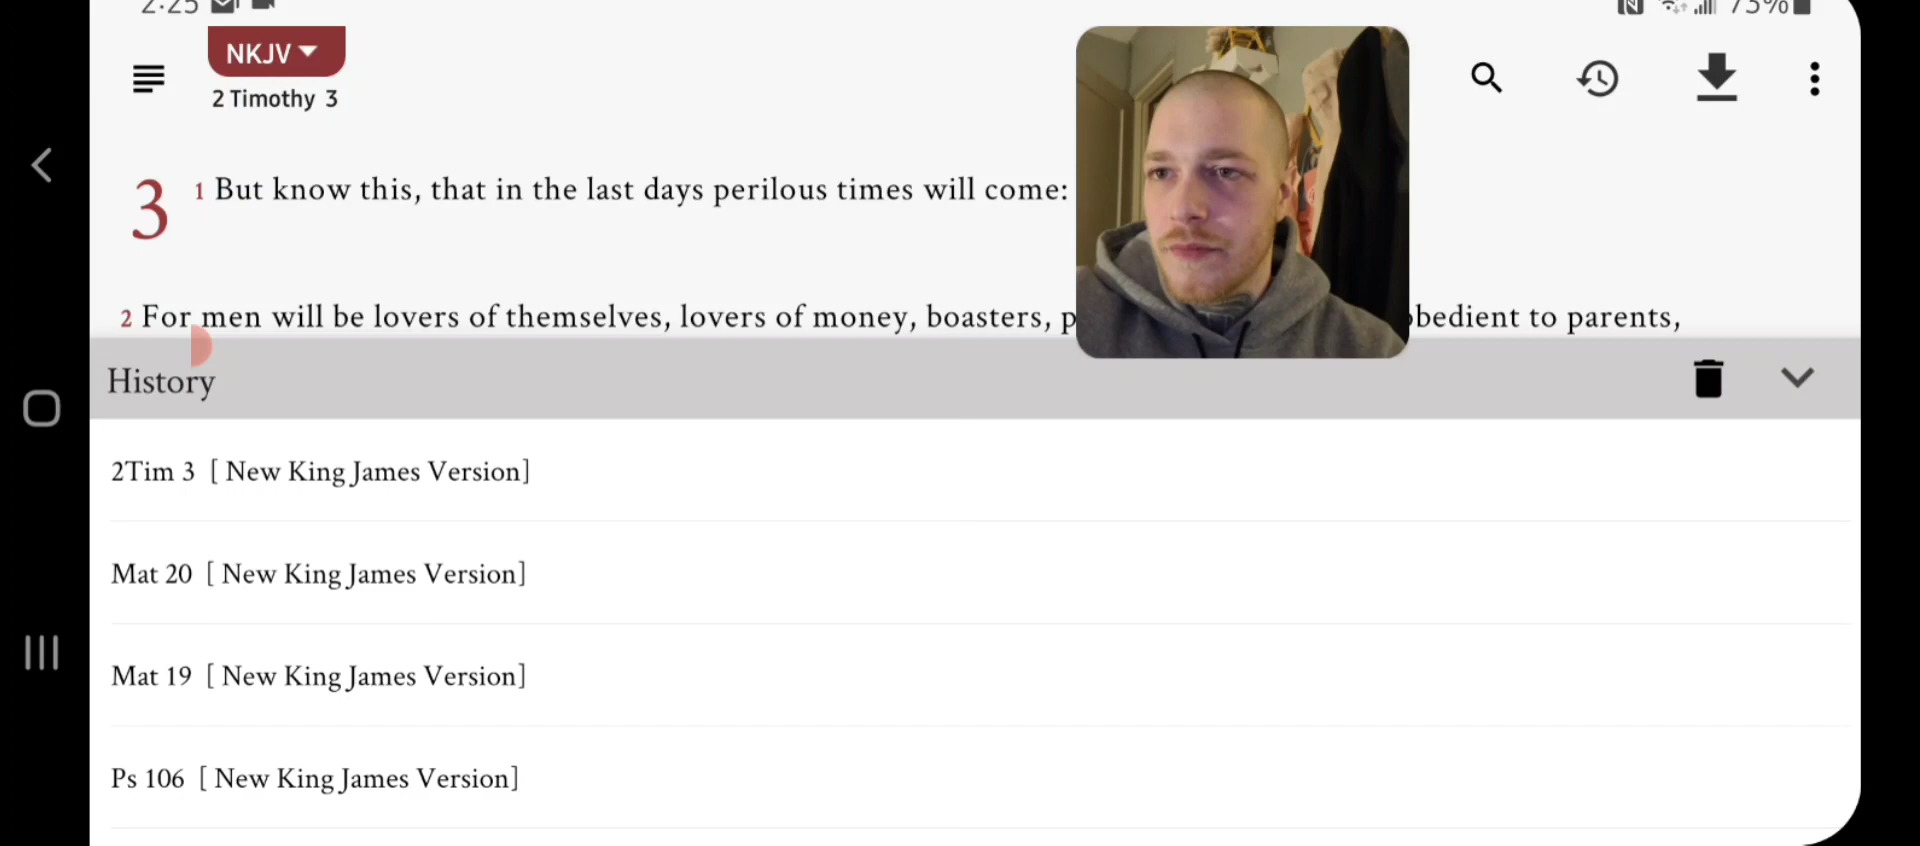 2:25 73%
NKJV
2 Timothy 3
3 1 But know this, that in the last days perilous times will come:
2 For men will be lovers of themselves, lovers of money, boasters, to parents,
History
2Tim 3 [ New King James Version]
Mat 20 [ New King James Version]
Mat 19 [ New King James Version]
Ps 106 [ New King James Version]